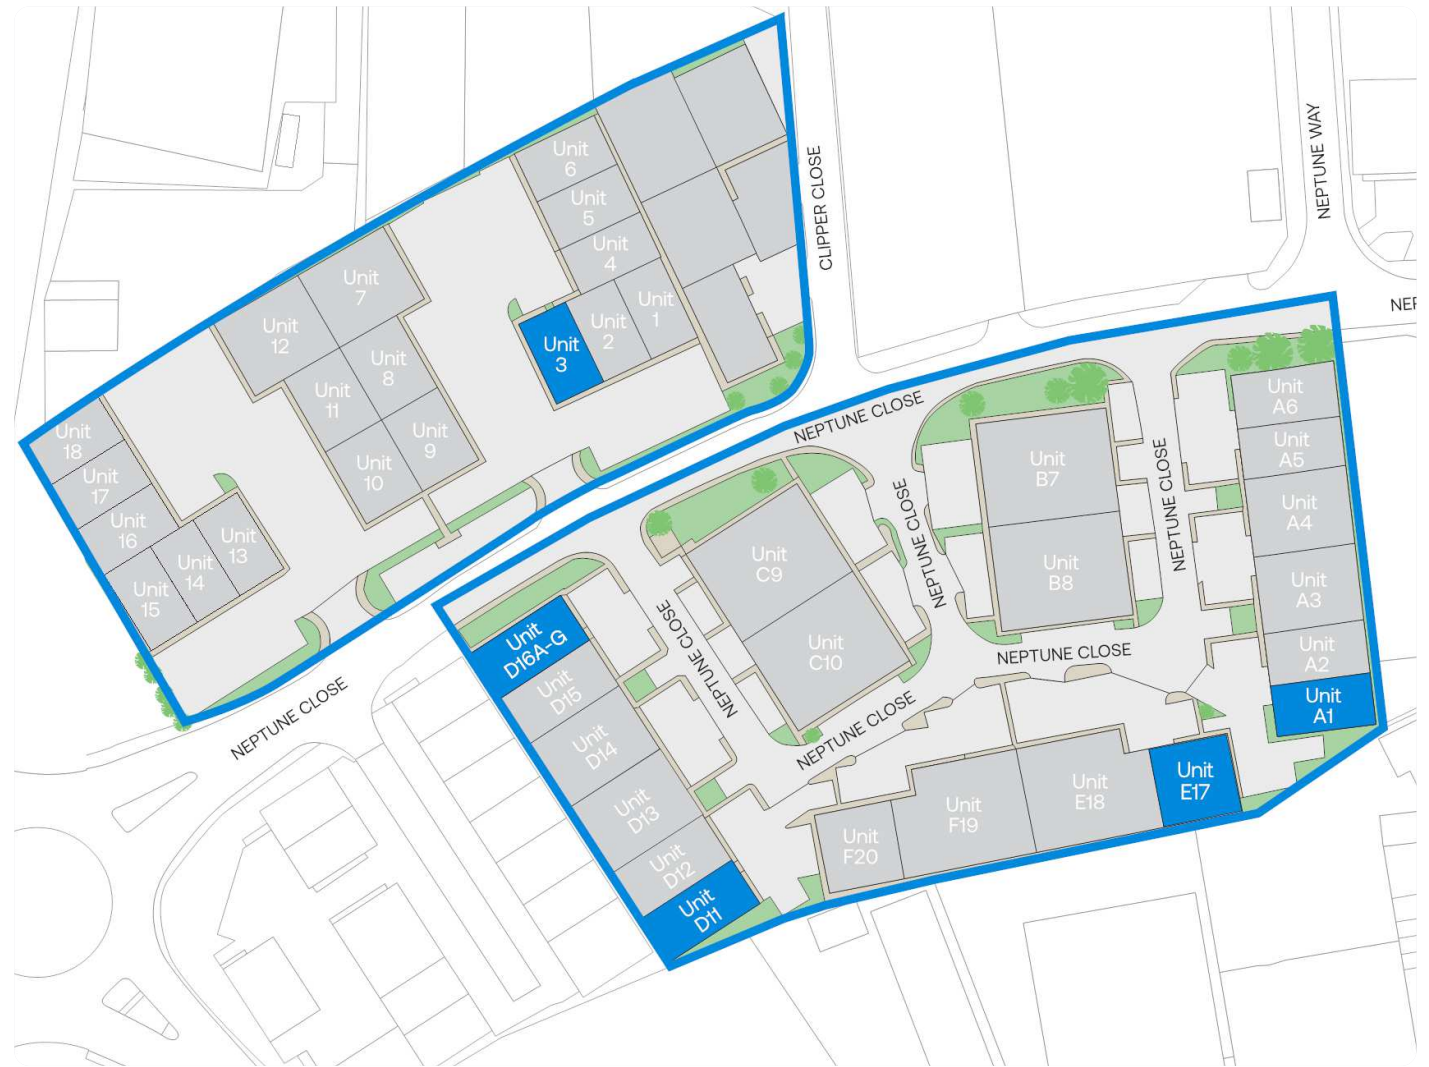 Unit
6
Unit
5
Unit
4
Unit
1
Unit
2
Unit
3
Unit
7
Unit
12
Unit
8
Unit
11
Unit
9
Unit
10
Unit
18
Unit
17
Unit
16
Unit
13
Unit
14
Unit
15
CLIPPER CLOSE
NEPTUNE WAY
NEP
NEPTUNE CLOSE
NEPTUNE CLOSE
NEPTUNE CLOSE
NEPTUNE CLOSE
NEPTUNE CLOSE
NEPTUNE CLOSE
NEPTUNE CLOSE
Unit
A6
Unit
A5
Unit
A4
Unit
A3
Unit
A2
Unit
A1
Unit
B7
Unit
B8
Unit
C9
Unit
C10
Unit
D16A-G
Unit
D15
Unit
D14
Unit
D13
Unit
D12
Unit
D11
Unit
E17
Unit
E18
Unit
F19
Unit
F20